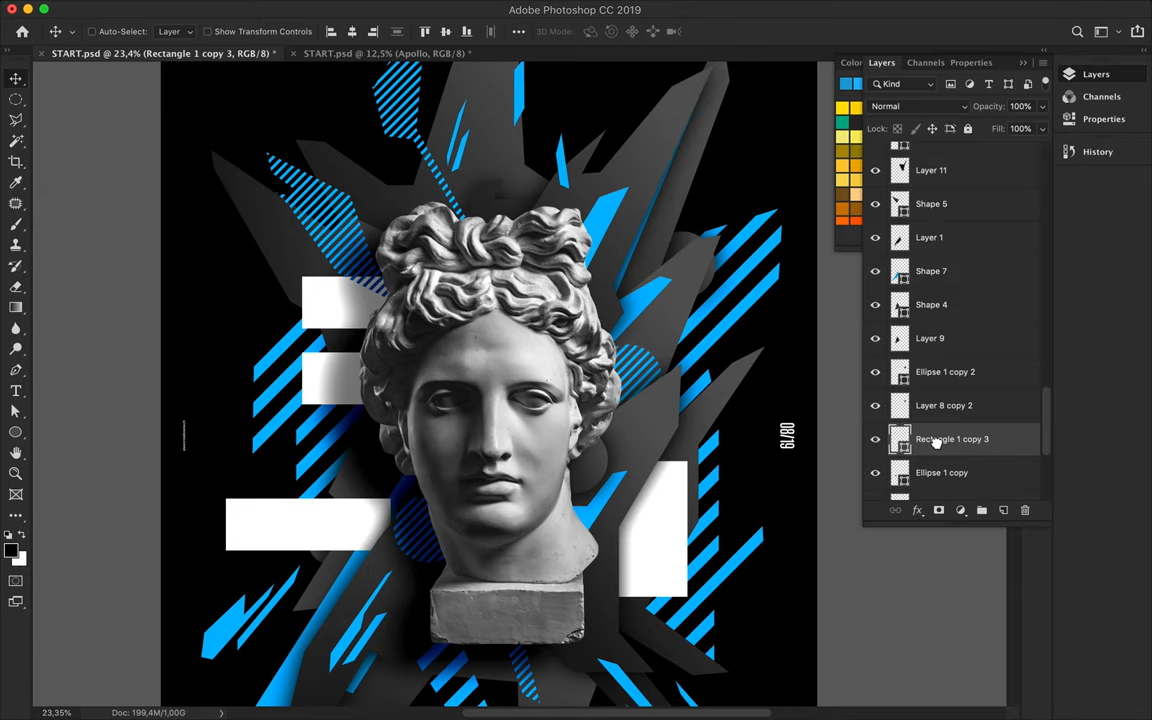 Adobe Photoshop CC 2019
Auto-Select: Layer Show Transform Controls 3D Mode:
START.psd @ 23,4% (Rectangle 1 copy 3, RGB/8) *
START.psd @ 12,5% (Apollo, RGB/8) *
Color
Layers Channels Properties
Kind
Normal Opacity: 100%
Lock: Fill: 100%
Layer 11
Shape 5
Layer 1
Shape 7
Shape 4
Layer 9
Ellipse 1 copy 2
Layer 8 copy 2
Rectangle 1 copy 3
Ellipse 1 copy
fx
Layers
Channels
Properties
History
08/19
23,35% Doc: 199,4M/1,00G